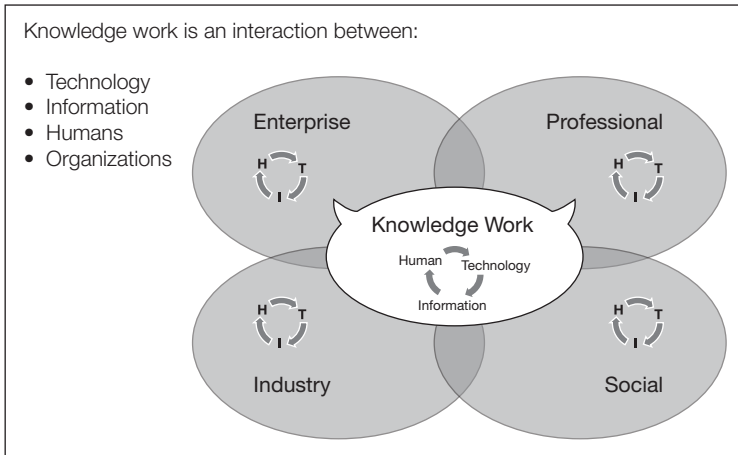 Knowledge work is an interaction between:
• Technology
• Information
• Humans
• Organizations
Enterprise
H T
I
Professional
H T
I
Knowledge Work
Human
Technology
Information
H T
I
Industry
H T
I
Social